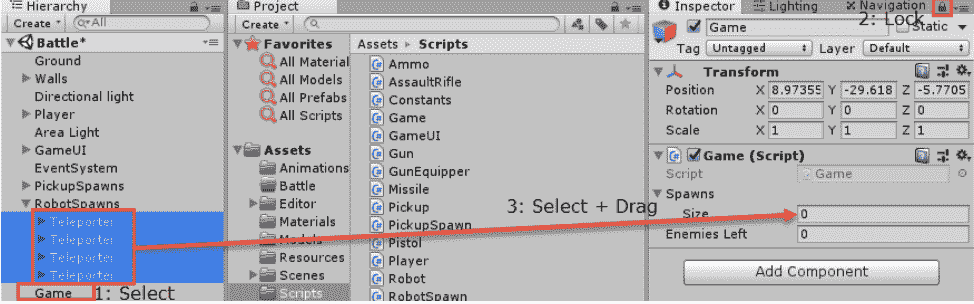 Hierarchy
Create
All
Battle*
Ground
Walls
Directional light
Player
Area Light
GameUI
EventSystem
PickupSpawns
RobotSpawns
Teleporter
Teleporter
Teleporter
Teleporter
Game
1: Select
Project
Create
Favorites
All Material
All Models
All Prefabs
All Scripts
Assets
Animations
Battle
Editor
Materials
Models
Resources
Scenes
Scripts
Assets ▸ Scripts
Ammo
AssaultRifle
Constants
Game
GameUI
Gun
GunEquipper
Missile
Pickup
PickupSpawn
Pistol
Player
Robot
RobotSpawn
3: Select + Drag
Inspector Lighting Navigation
2: Lock
Game Static
Tag Untagged Layer Default
Transform
Position X 8.97355 Y -29.618 Z -5.7705
Rotation X 0 Y 0 Z 0
Scale X 1 Y 1 Z 1
Game (Script)
Script Game
Spawns
Size 0
Enemies Left 0
Add Component